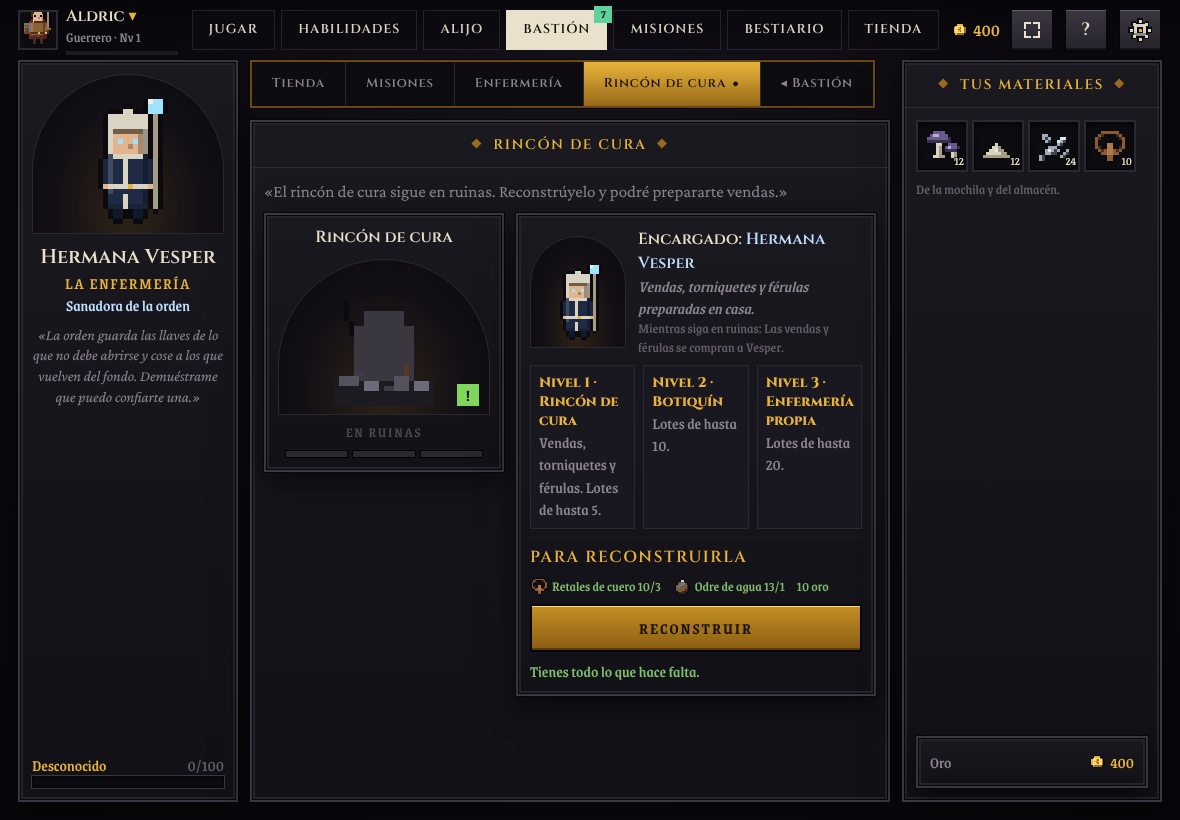 ALDRIC ▾
Guerrero · Nv 1
JUGAR
HABILIDADES
ALIJO
BASTIÓN
7
MISIONES
BESTIARIO
TIENDA
400
?
TIENDA
MISIONES
ENFERMERÍA
RINCÓN DE CURA •
◂ BASTIÓN
HERMANA VESPER
LA ENFERMERÍA
Sanadora de la orden
«La orden guarda las llaves de lo
que no debe abrirse y cose a los que
vuelven del fondo. Demuéstrame
que puedo confiarte una.»
Desconocido
0/100
◆ RINCÓN DE CURA ◆
«El rincón de cura sigue en ruinas. Reconstrúyelo y podré prepararte vendas.»
RINCÓN DE CURA
!
EN RUINAS
ENCARGADO: HERMANA
VESPER
Vendas, torniquetes y férulas
preparadas en casa.
Mientras siga en ruinas: Las vendas y
férulas se compran a Vesper.
NIVEL 1 ·
RINCÓN DE
CURA
Vendas,
torniquetes y
férulas. Lotes
de hasta 5.
NIVEL 2 ·
BOTIQUÍN
Lotes de hasta
10.
NIVEL 3 ·
ENFERMERÍA
PROPIA
Lotes de hasta
20.
PARA RECONSTRUIRLA
Retales de cuero 10/3
Odre de agua 13/1
10 oro
RECONSTRUIR
Tienes todo lo que hace falta.
◆ TUS MATERIALES ◆
12
12
24
10
De la mochila y del almacén.
Oro
400